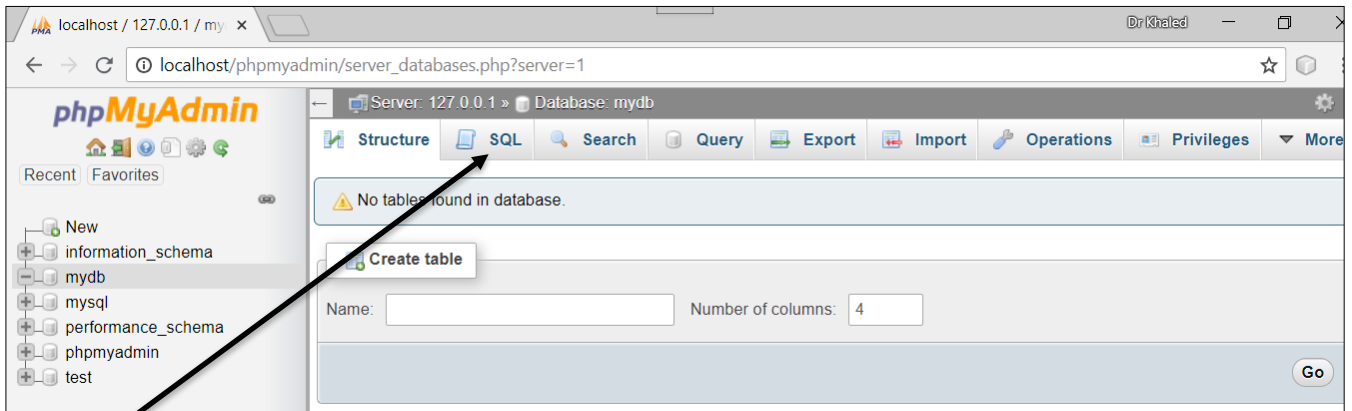 localhost / 127.0.0.1 / my
Dr Khaled
localhost/phpmyadmin/server_databases.php?server=1
phpMyAdmin
Recent Favorites
New
information_schema
mydb
mysql
performance_schema
phpmyadmin
test
Server: 127.0.0.1 » Database: mydb
Structure SQL Search Query Export Import Operations Privileges More
No tables found in database.
Create table
Name: Number of columns: 4
Go